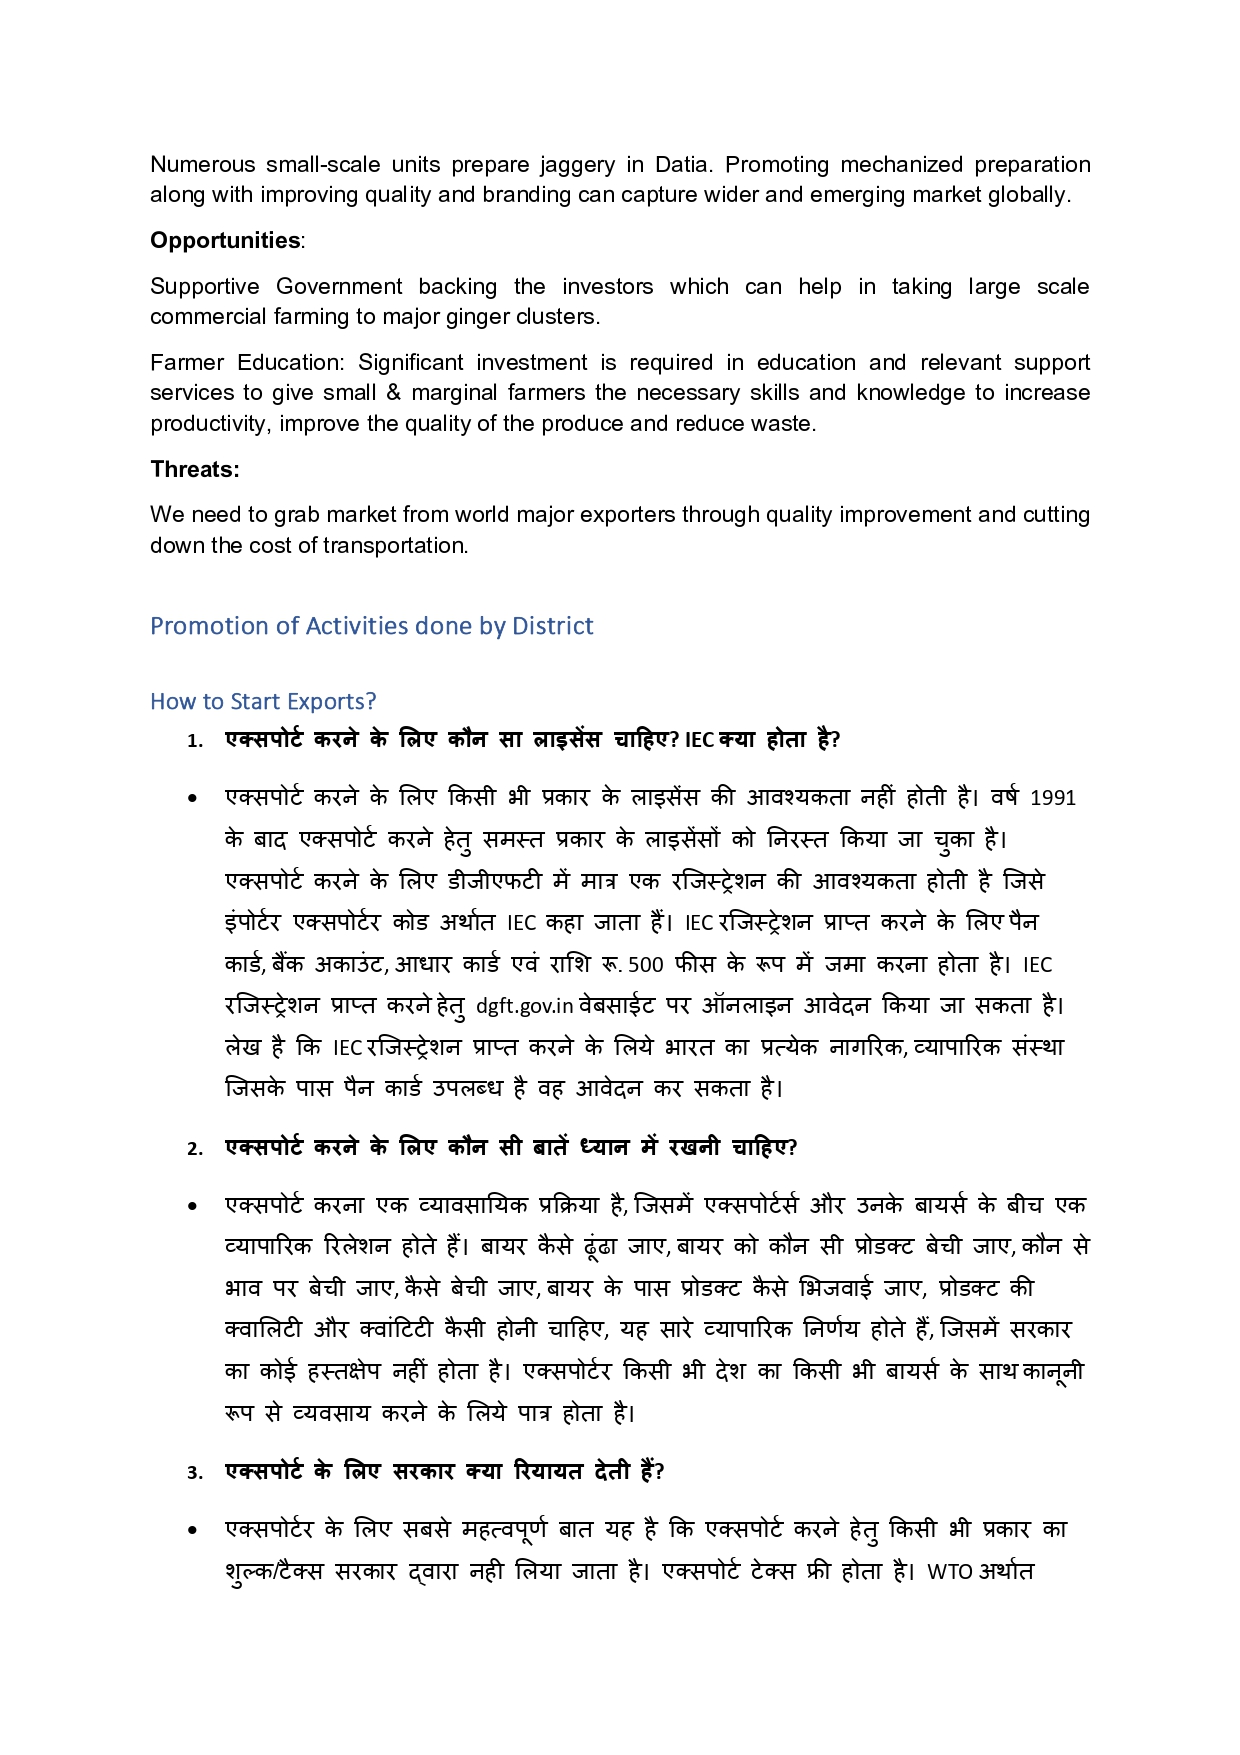 Numerous small-scale units prepare jaggery in Datia. Promoting mechanized preparation
along with improving quality and branding can capture wider and emerging market globally.
Opportunities:
Supportive Government backing the investors which can help in taking large scale
commercial farming to major ginger clusters.
Farmer Education: Significant investment is required in education and relevant support
services to give small & marginal farmers the necessary skills and knowledge to increase
productivity, improve the quality of the produce and reduce waste.
Threats:
We need to grab market from world major exporters through quality improvement and cutting
down the cost of transportation.
Promotion of Activities done by District
How to Start Exports?
1. एक्सपोर्ट करने के लिए कौन सा लाइसेंस चाहिए? IEC क्या होता है?
• एक्सपोर्ट करने के लिए किसी भी प्रकार के लाइसेंस की आवश्यकता नहीं होती है। वर्ष 1991
के बाद एक्सपोर्ट करने हेतु समस्त प्रकार के लाइसेंसों को निरस्त किया जा चुका है।
एक्सपोर्ट करने के लिए डीजीएफटी में मात्र एक रजिस्ट्रेशन की आवश्यकता होती है जिसे
इंपोर्टर एक्सपोर्टर कोड अर्थात IEC कहा जाता हैं। IEC रजिस्ट्रेशन प्राप्त करने के लिए पैन
कार्ड, बैंक अकाउंट, आधार कार्ड एवं राशि रू. 500 फीस के रूप में जमा करना होता है। IEC
रजिस्ट्रेशन प्राप्त करने हेतु dgft.gov.in वेबसाईट पर ऑनलाइन आवेदन किया जा सकता है।
लेख है कि IEC रजिस्ट्रेशन प्राप्त करने के लिये भारत का प्रत्येक नागरिक, व्यापारिक संस्था
जिसके पास पैन कार्ड उपलब्ध है वह आवेदन कर सकता है।
2. एक्सपोर्ट करने के लिए कौन सी बातें ध्यान में रखनी चाहिए?
• एक्सपोर्ट करना एक व्यावसायिक प्रक्रिया है, जिसमें एक्सपोर्टर्स और उनके बायर्स के बीच एक
व्यापारिक रिलेशन होते हैं। बायर कैसे ढूंढा जाए, बायर को कौन सी प्रोडक्ट बेची जाए, कौन से
भाव पर बेची जाए, कैसे बेची जाए, बायर के पास प्रोडक्ट कैसे भिजवाई जाए, प्रोडक्ट की
क्वालिटी और क्वांटिटी कैसी होनी चाहिए, यह सारे व्यापारिक निर्णय होते हैं, जिसमें सरकार
का कोई हस्तक्षेप नहीं होता है। एक्सपोर्टर किसी भी देश का किसी भी बायर्स के साथ कानूनी
रूप से व्यवसाय करने के लिये पात्र होता है।
3. एक्सपोर्ट के लिए सरकार क्या रियायत देती हैं?
• एक्सपोर्टर के लिए सबसे महत्वपूर्ण बात यह है कि एक्सपोर्ट करने हेतु किसी भी प्रकार का
शुल्क/टैक्स सरकार द्वारा नही लिया जाता है। एक्सपोर्ट टेक्स फ्री होता है। WTO अर्थात